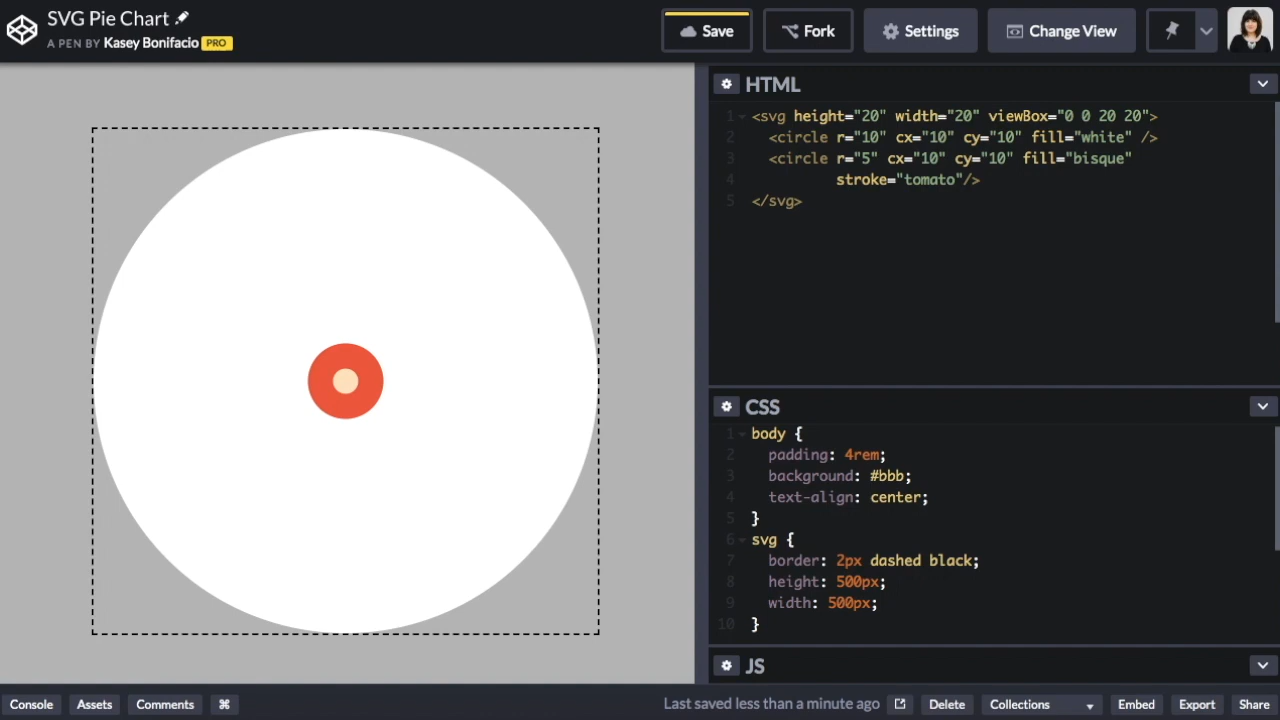 SVG Pie Chart
A PEN BY Kasey Bonifacio PRO
Save
Fork
Settings
Change View
HTML
1 <svg height="20" width="20" viewBox="0 0 20 20">
2 <circle r="10" cx="10" cy="10" fill="white" />
3 <circle r="5" cx="10" cy="10" fill="bisque"
4 stroke="tomato"/>
5 </svg>
CSS
1 body {
2 padding: 4rem;
3 background: #bbb;
4 text-align: center;
5 }
6 svg {
7 border: 2px dashed black;
8 height: 500px;
9 width: 500px;
10 }
JS
Console Assets Comments ⌘ Last saved less than a minute ago Delete Collections Embed Export Share